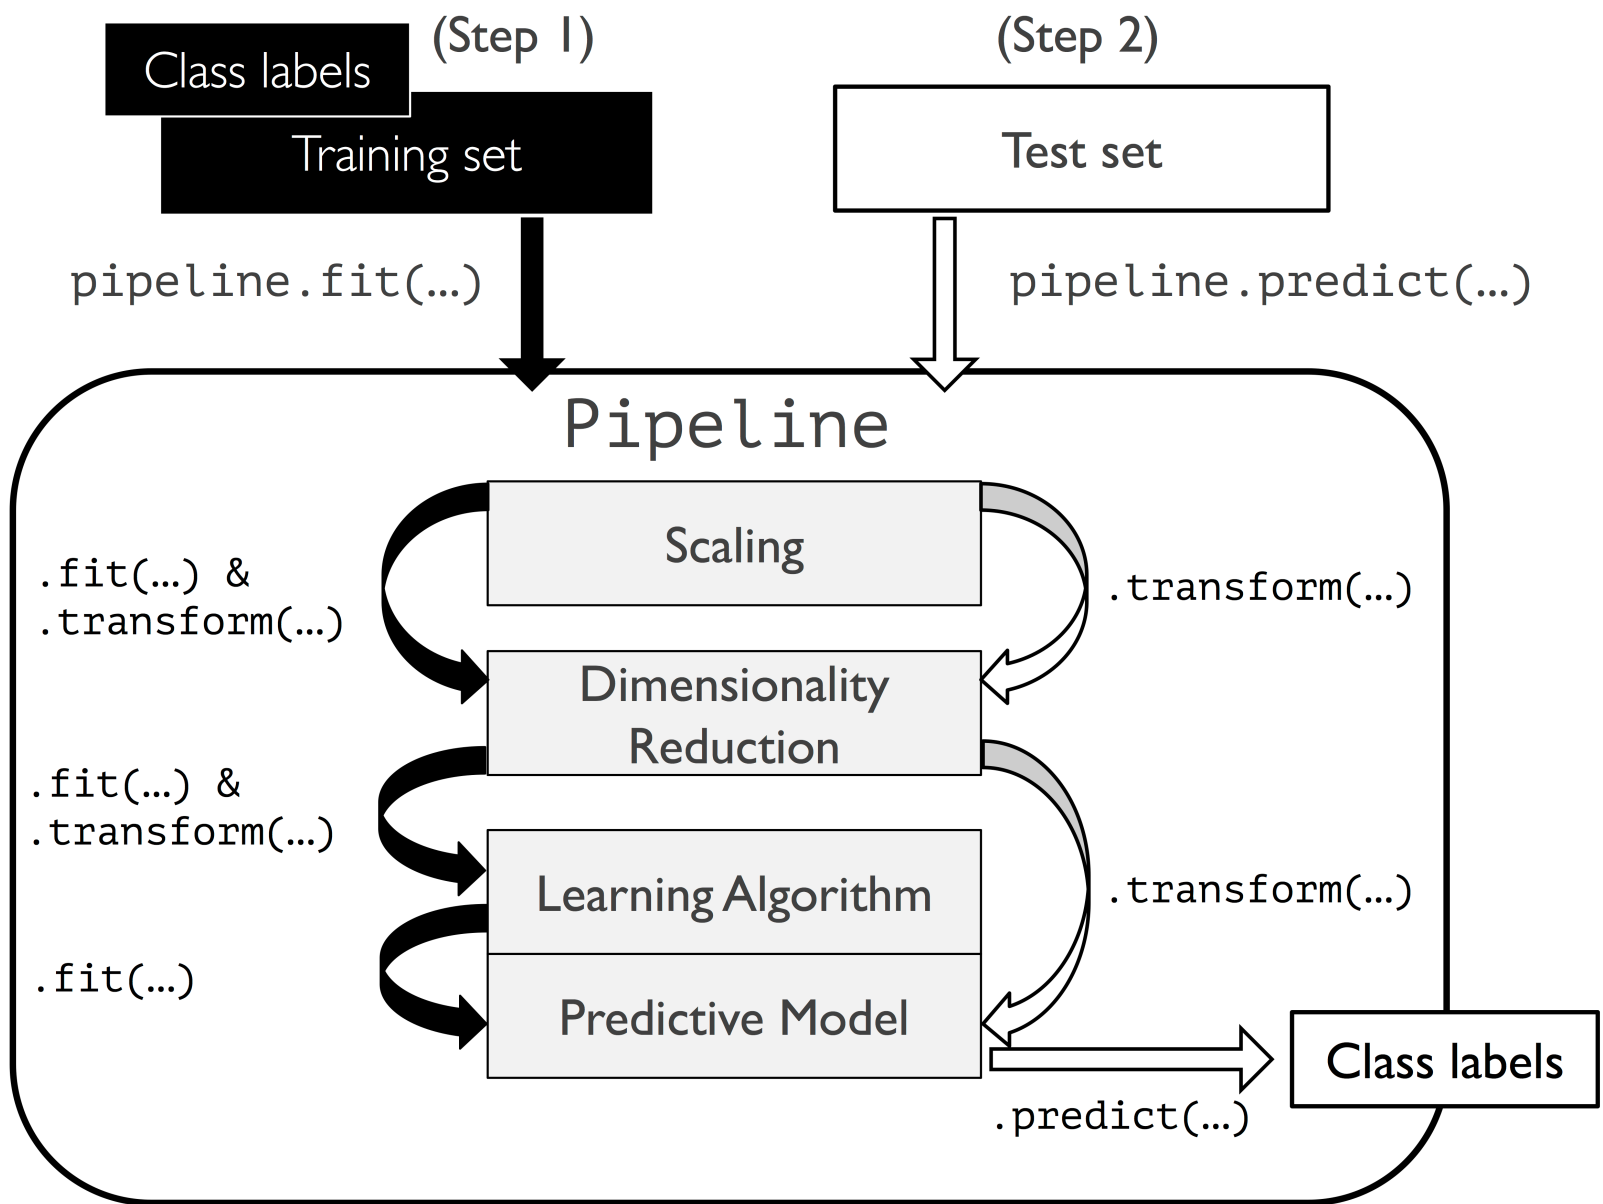 (Step 1)
(Step 2)
Class labels
Training set
Test set
pipeline.fit(…)
pipeline.predict(…)
Pipeline
Scaling
.fit(…) &
.transform(…)
.transform(…)
Dimensionality
Reduction
.fit(…) &
.transform(…)
.transform(…)
Learning Algorithm
.fit(…)
Predictive Model
Class labels
.predict(…)